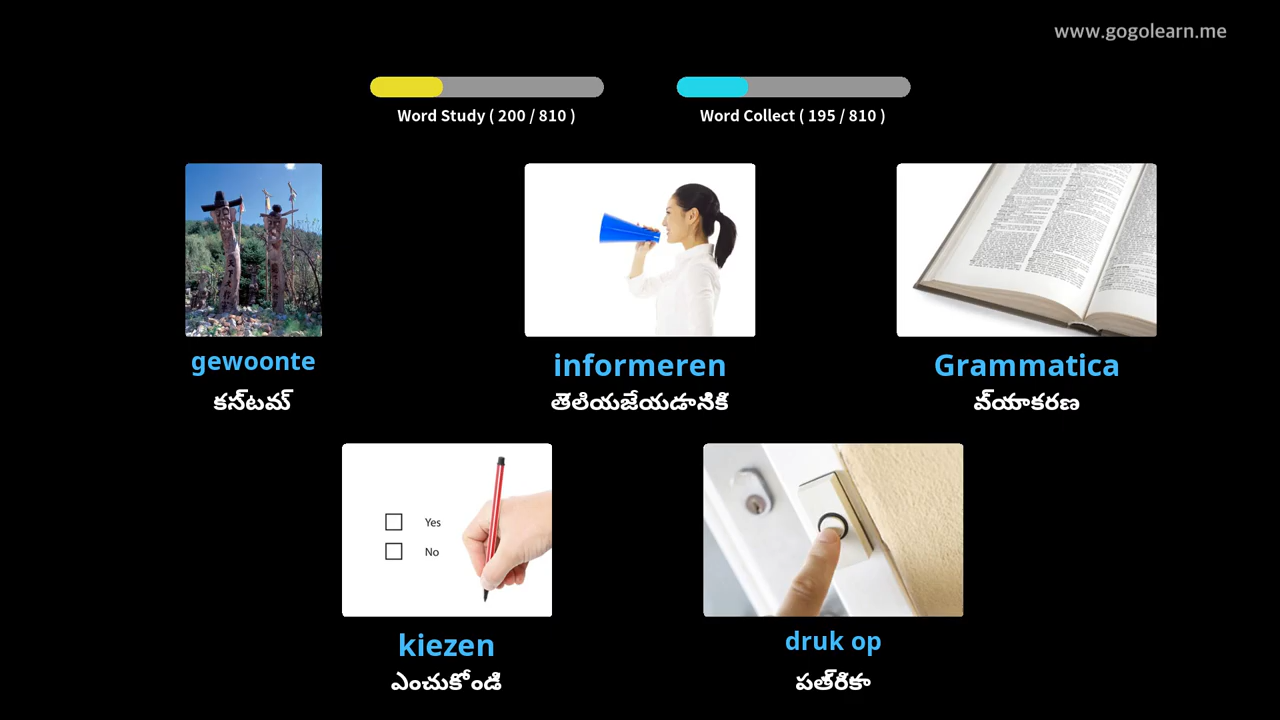 www.gogolearn.me
Word Study ( 200 / 810 )
Word Collect ( 195 / 810 )
gewoonte
కస్టమ్
informeren
తెలియజేయడానికి
Grammatica
వ్యాకరణ
Yes
No
kiezen
ఎంచుకోండి
druk op
పత్రికా